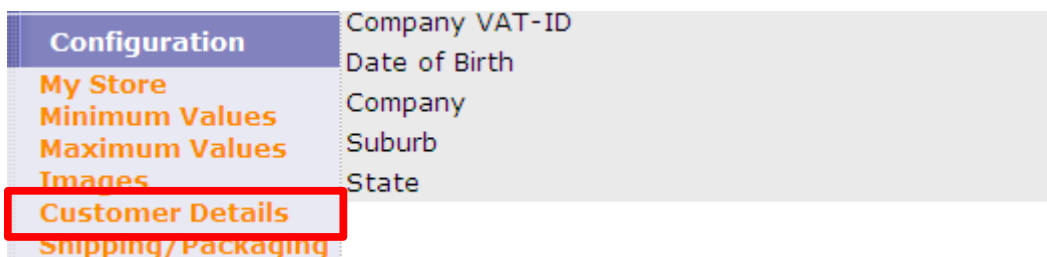 Configuration
My Store
Minimum Values
Maximum Values
Images
Customer Details
Shipping/Packaging
Company VAT-ID
Date of Birth
Company
Suburb
State